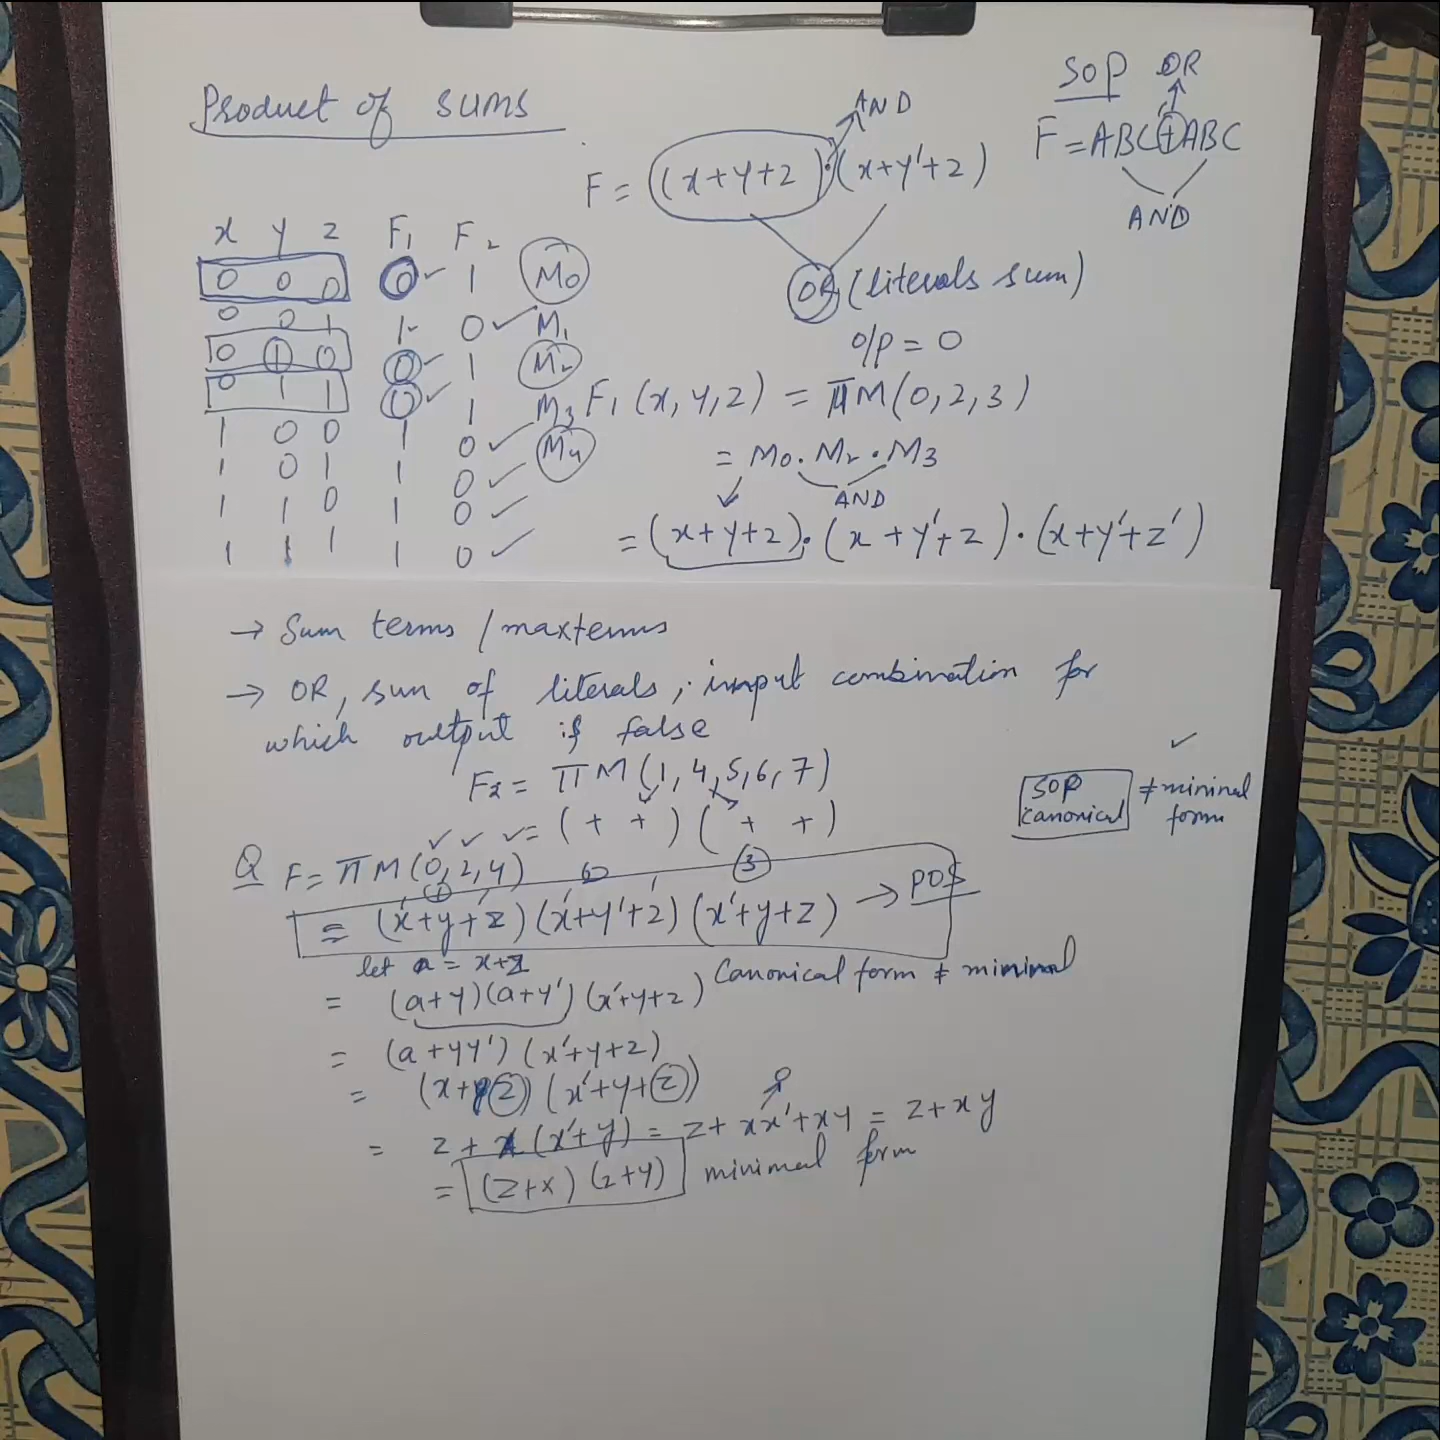 Product of sums
SOP OR
F = ABC + ABC
AND
AND
F = (x+y+z)·(x+y'+z)
OR (literals sum)
o/p = 0
x y z F₁ F₂
0 0 0 0 1 M₀
0 0 1 1 0 M₁
0 1 0 0 1 M₂
0 1 1 0 1 M₃
1 0 0 1 0 M₄
1 0 1 1 0
1 1 0 1 0
1 1 1 1 0
F₁ (x, y, z) = πM(0,2,3)
= M₀·M₂·M₃
AND
= (x+y+z)·(x+y'+z)·(x+y'+z')
→ Sum terms / maxterms
→ OR, sum of literals, input combination for
which output is false
F₂ = πM(1,4,5,6,7)
= ( + + ) ( + + )
SOP canonical ≠ minimal form
Q F = πM(0,2,4)
① ③
= (x+y+z)(x+y'+z)(x'+y+z) → POS
let a = x+z
Canonical form ≠ minimal
= (a+y)(a+y')(x'+y+z)
= (a+yy')(x'+y+z)
= (x+z)(x'+y+z)
= z + x(x'+y) = z + xx' + xy = z + xy
= (z+x)(z+y) minimal form